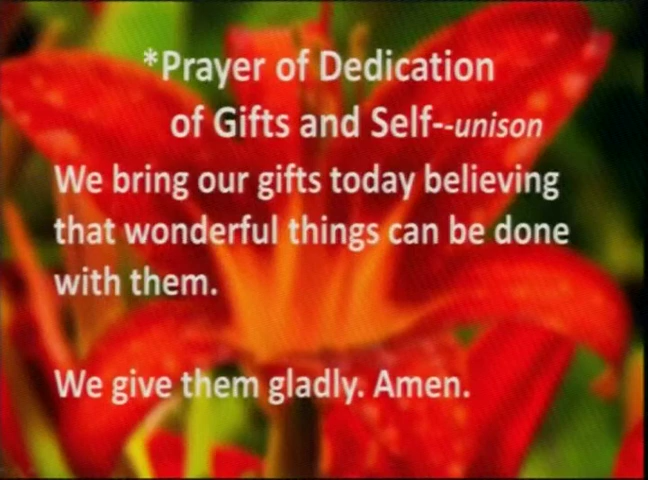 *Prayer of Dedication
of Gifts and Self--unison
We bring our gifts today believing
that wonderful things can be done
with them.
We give them gladly. Amen.